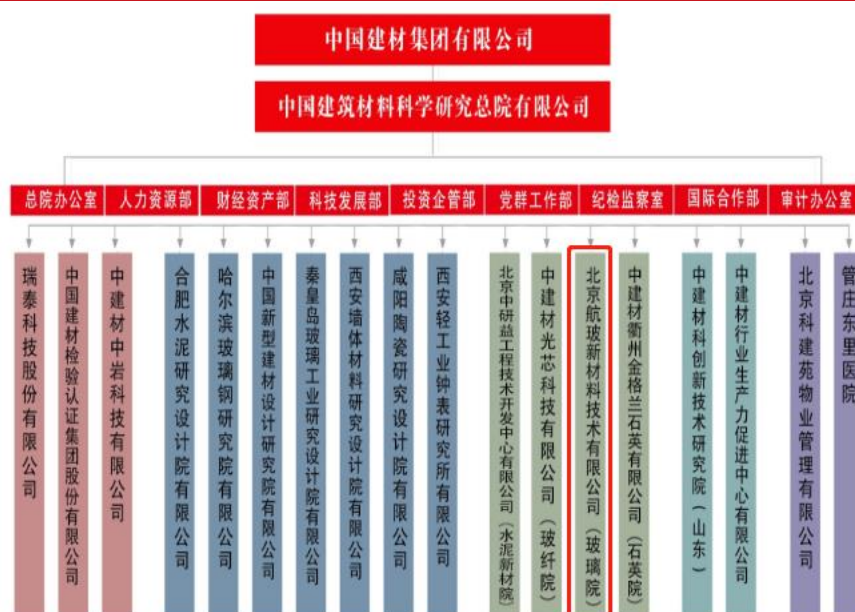 中国建材集团有限公司
中国建筑材料科学研究总院有限公司
总院办公室
人力资源部
财经资产部
科技发展部
投资企管部
党群工作部
纪检监察室
国际合作部
审计办公室
瑞泰科技股份有限公司
中国建材检验认证集团股份有限公司
中建材中岩科技有限公司
合肥水泥研究设计院有限公司
哈尔滨玻璃钢研究院有限公司
中国新型建材设计研究院有限公司
秦皇岛玻璃工业研究设计院有限公司
西安墙体材料研究设计院有限公司
咸阳陶瓷研究设计院有限公司
西安轻工业钟表研究所有限公司
北京中研益工程技术开发中心有限公司（水泥新材院）
中建材光芯科技有限公司（玻纤院）
北京航玻新材料技术有限公司（玻璃院）
中建材衢州金格兰石英有限公司（石英院）
中建材科创新技术研究院（山东）
中建材行业生产力促进中心有限公司
北京科建苑物业管理有限公司
管庄东里医院